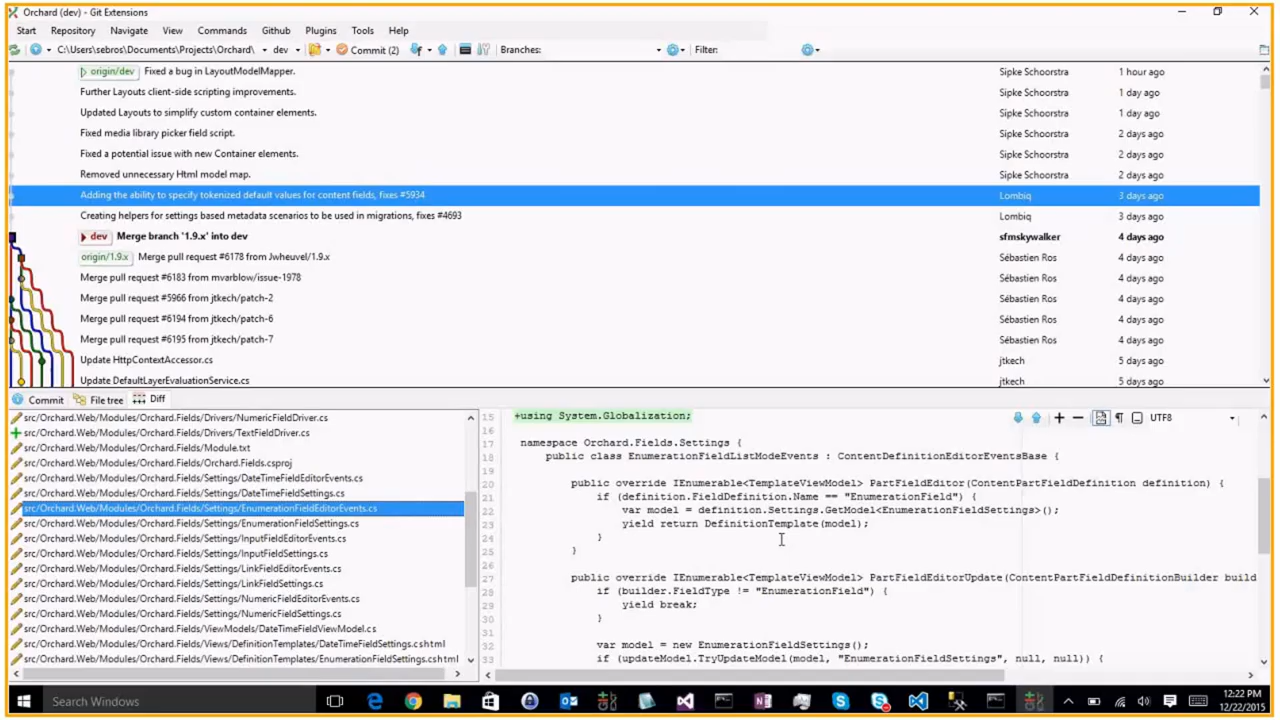 Orchard (dev) - Git Extensions
Start Repository Navigate View Commands Github Plugins Tools Help
C:\Users\sebros\Documents\Projects\Orchard\ dev Commit (2) Branches: Filter:
origin/dev Fixed a bug in LayoutModelMapper. Sipke Schoorstra 1 hour ago
Further Layouts client-side scripting improvements. Sipke Schoorstra 1 day ago
Updated Layouts to simplify custom container elements. Sipke Schoorstra 1 day ago
Fixed media library picker field script. Sipke Schoorstra 2 days ago
Fixed a potential issue with new Container elements. Sipke Schoorstra 2 days ago
Removed unnecessary Html model map. Sipke Schoorstra 2 days ago
Adding the ability to specify tokenized default values for content fields, fixes #5934 Lombiq 3 days ago
Creating helpers for settings based metadata scenarios to be used in migrations, fixes #4693 Lombiq 3 days ago
dev Merge branch '1.9.x' into dev sfmskywalker 4 days ago
origin/1.9.x Merge pull request #6178 from Jwheuvel/1.9.x Sébastien Ros 4 days ago
Merge pull request #6183 from mvarblow/issue-1978 Sébastien Ros 4 days ago
Merge pull request #5966 from jtkech/patch-2 Sébastien Ros 4 days ago
Merge pull request #6194 from jtkech/patch-6 Sébastien Ros 4 days ago
Merge pull request #6195 from jtkech/patch-7 Sébastien Ros 4 days ago
Update HttpContextAccessor.cs jtkech 5 days ago
Update DefaultLayerEvaluationService.cs jtkech 5 days ago
Commit File tree Diff
src/Orchard.Web/Modules/Orchard.Fields/Drivers/NumericFieldDriver.cs
src/Orchard.Web/Modules/Orchard.Fields/Drivers/TextFieldDriver.cs
src/Orchard.Web/Modules/Orchard.Fields/Module.txt
src/Orchard.Web/Modules/Orchard.Fields/Orchard.Fields.csproj
src/Orchard.Web/Modules/Orchard.Fields/Settings/DateTimeFieldEditorEvents.cs
src/Orchard.Web/Modules/Orchard.Fields/Settings/DateTimeFieldSettings.cs
src/Orchard.Web/Modules/Orchard.Fields/Settings/EnumerationFieldEditorEvents.cs
src/Orchard.Web/Modules/Orchard.Fields/Settings/EnumerationFieldSettings.cs
src/Orchard.Web/Modules/Orchard.Fields/Settings/InputFieldEditorEvents.cs
src/Orchard.Web/Modules/Orchard.Fields/Settings/InputFieldSettings.cs
src/Orchard.Web/Modules/Orchard.Fields/Settings/LinkFieldEditorEvents.cs
src/Orchard.Web/Modules/Orchard.Fields/Settings/LinkFieldSettings.cs
src/Orchard.Web/Modules/Orchard.Fields/Settings/NumericFieldEditorEvents.cs
src/Orchard.Web/Modules/Orchard.Fields/Settings/NumericFieldSettings.cs
src/Orchard.Web/Modules/Orchard.Fields/ViewModels/DateTimeFieldViewModel.cs
src/Orchard.Web/Modules/Orchard.Fields/Views/DefinitionTemplates/DateTimeFieldSettings.cshtml
src/Orchard.Web/Modules/Orchard.Fields/Views/DefinitionTemplates/EnumerationFieldSettings.cshtml
UTF8
15 +using System.Globalization;
16
17 namespace Orchard.Fields.Settings {
18 public class EnumerationFieldListModeEvents : ContentDefinitionEditorEventsBase {
19
20 public override IEnumerable<TemplateViewModel> PartFieldEditor(ContentPartFieldDefinition definition) {
21 if (definition.FieldDefinition.Name == "EnumerationField") {
22 var model = definition.Settings.GetModel<EnumerationFieldSettings>();
23 yield return DefinitionTemplate(model);
24 }
25 }
26
27 public override IEnumerable<TemplateViewModel> PartFieldEditorUpdate(ContentPartFieldDefinitionBuilder build
28 if (builder.FieldType != "EnumerationField") {
29 yield break;
30 }
31
32 var model = new EnumerationFieldSettings();
33 if (updateModel.TryUpdateModel(model, "EnumerationFieldSettings", null, null)) {
Search Windows
12:22 PM
12/22/2015